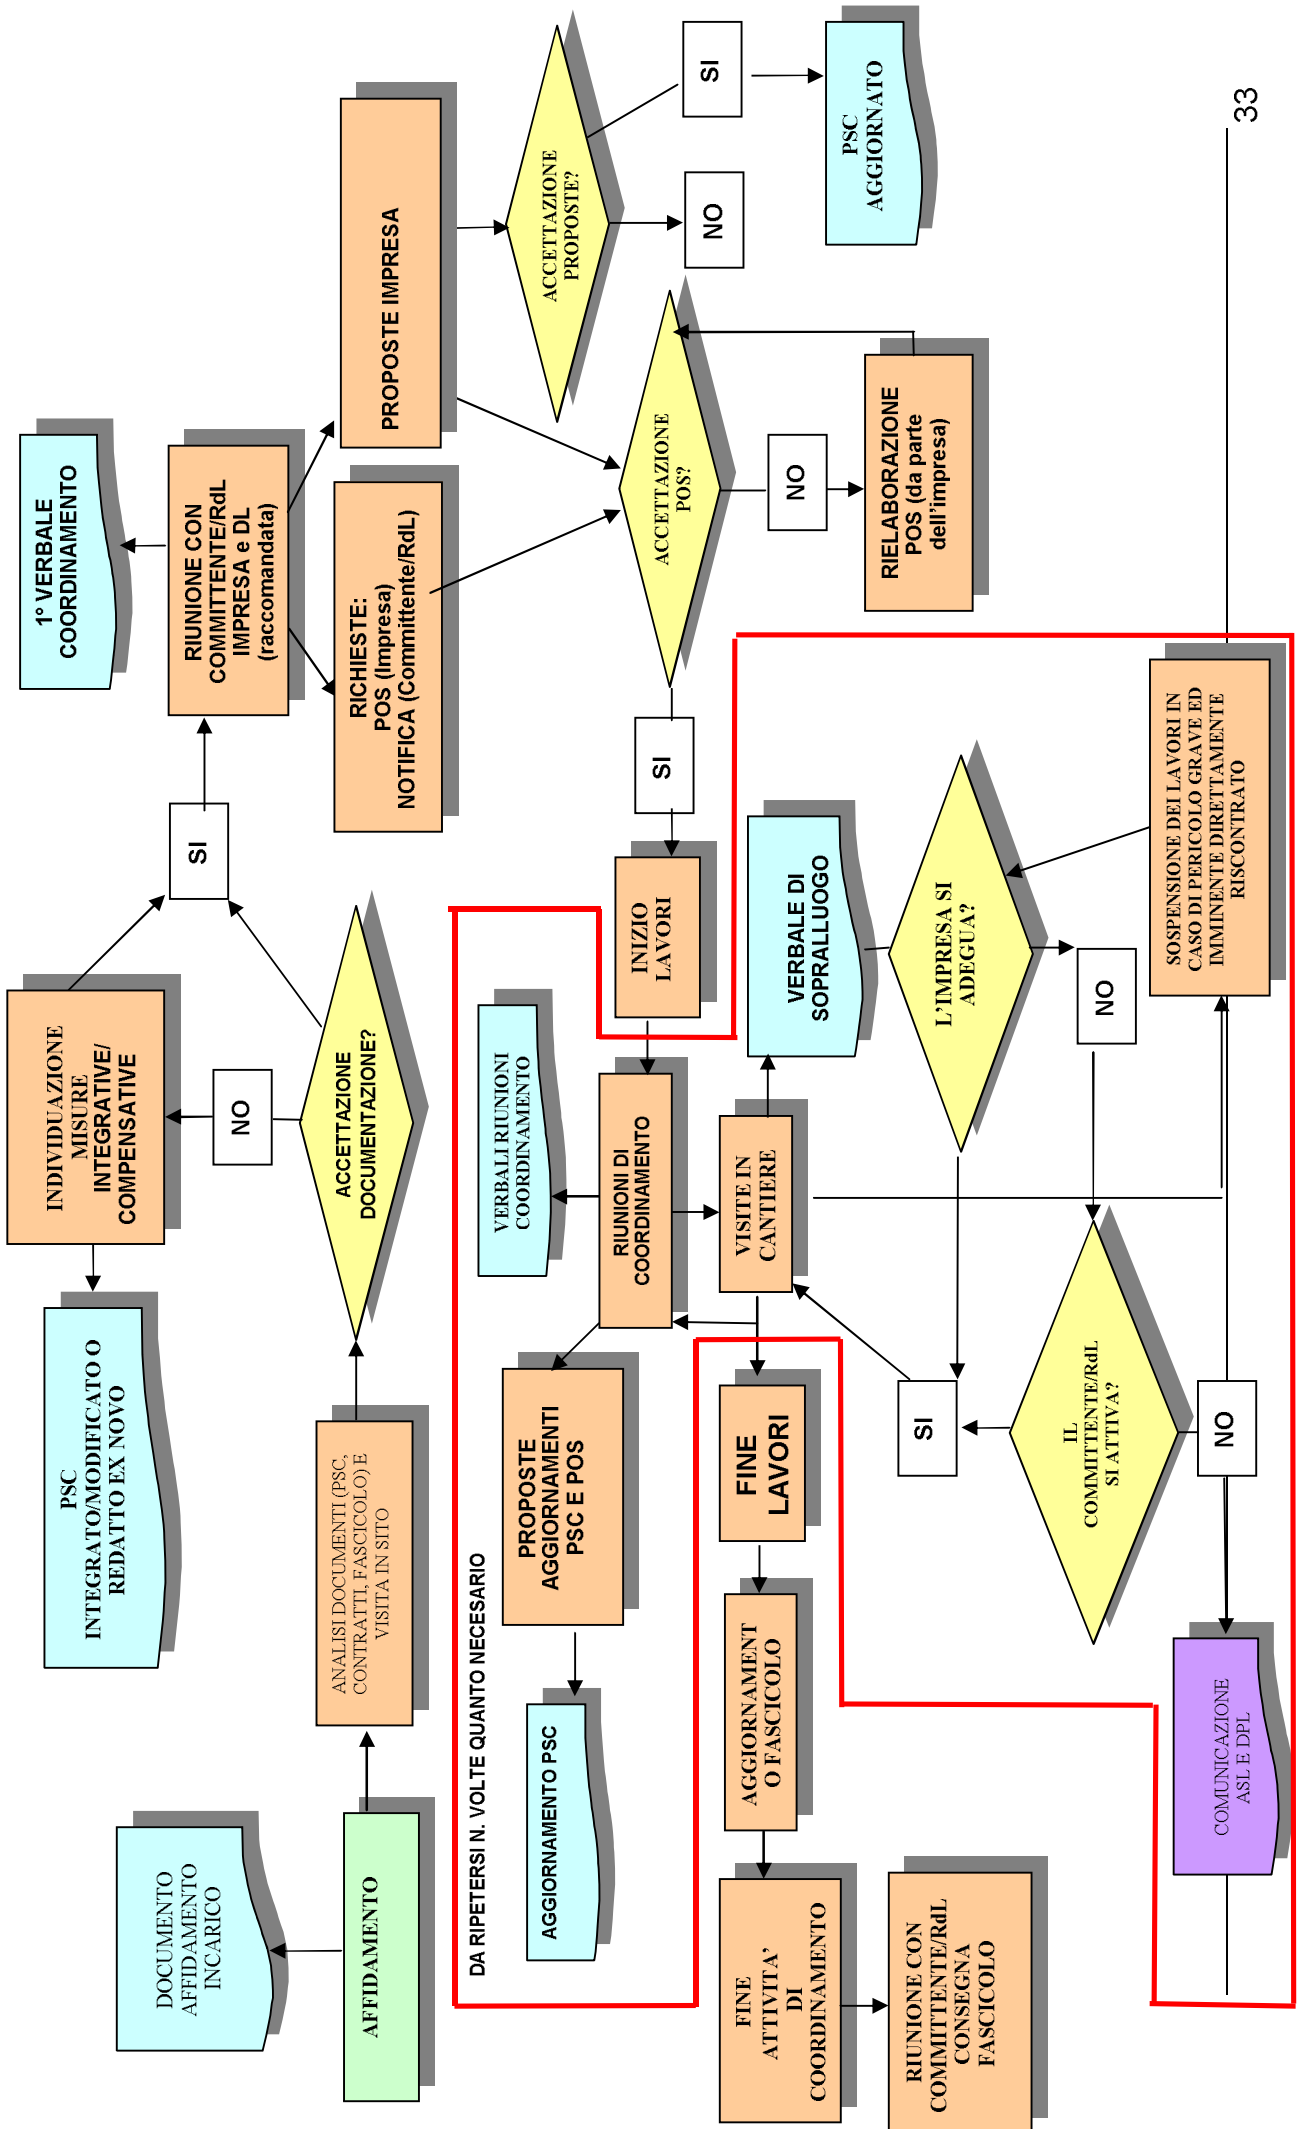 DOCUMENTO
AFFIDAMENTO
INCARICO
AFFIDAMENTO
PSC
INTEGRATO/MODIFICATO O
REDATTO EX NOVO
ANALISI DOCUMENTI (PSC,
CONTRATTI, FASCICOLO) E
VISITA IN SITO
INDIVIDUAZIONE
MISURE
INTEGRATIVE/
COMPENSATIVE
NO
ACCETTAZIONE
DOCUMENTAZIONE?
SI
1° VERBALE
COORDINAMENTO
RIUNIONE CON
COMMITTENTE/RdL
IMPRESA e DL
(raccomandata)
RICHIESTE:
POS (Impresa)
NOTIFICA (Committente/RdL)
PROPOSTE IMPRESA
ACCETTAZIONE
PROPOSTE?
SI
NO
PSC
AGGIORNATO
ACCETTAZIONE
POS?
NO
RIELABORAZIONE
POS (da parte
dell'impresa)
SI
INIZIO
LAVORI
DA RIPETERSI N. VOLTE QUANTO NECESARIO
VERBALI RIUNIONI
COORDINAMENTO
RIUNIONI DI
COORDINAMENTO
PROPOSTE
AGGIORNAMENTI
PSC E POS
AGGIORNAMENTO PSC
VISITE IN
CANTIERE
VERBALE DI
SOPRALLUOGO
L'IMPRESA SI
ADEGUA?
NO
SOSPENSIONE DEI LAVORI IN
CASO DI PERICOLO GRAVE ED
IMMINENTE DIRETTAMENTE
RISCONTRATO
SI
IL
COMMITTENTE/RdL
SI ATTIVA?
NO
COMUNICAZIONE
ASL E DPL
FINE
LAVORI
AGGIORNAMENT
O FASCICOLO
FINE
ATTIVITA'
DI
COORDINAMENTO
RIUNIONE CON
COMMITTENTE/RdL
CONSEGNA
FASCICOLO
33